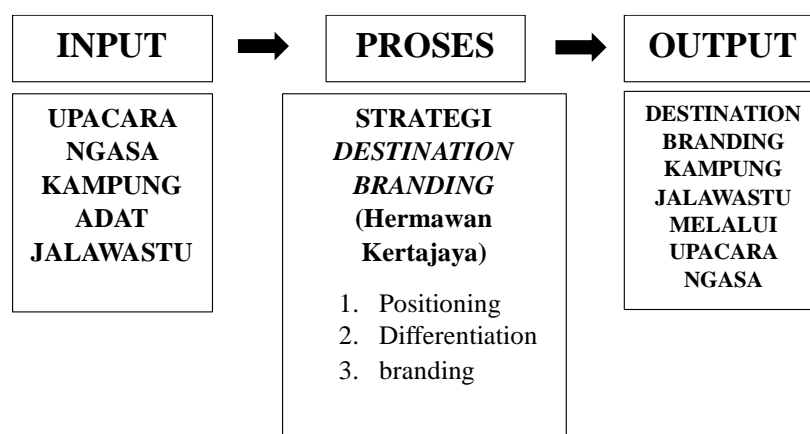 INPUT
PROSES
OUTPUT
UPACARA
NGASA
KAMPUNG
ADAT
JALAWASTU
STRATEGI
DESTINATION
BRANDING
(Hermawan
Kertajaya)
1. Positioning
2. Differentiation
3. branding
DESTINATION
BRANDING
KAMPUNG
JALAWASTU
MELALUI
UPACARA
NGASA